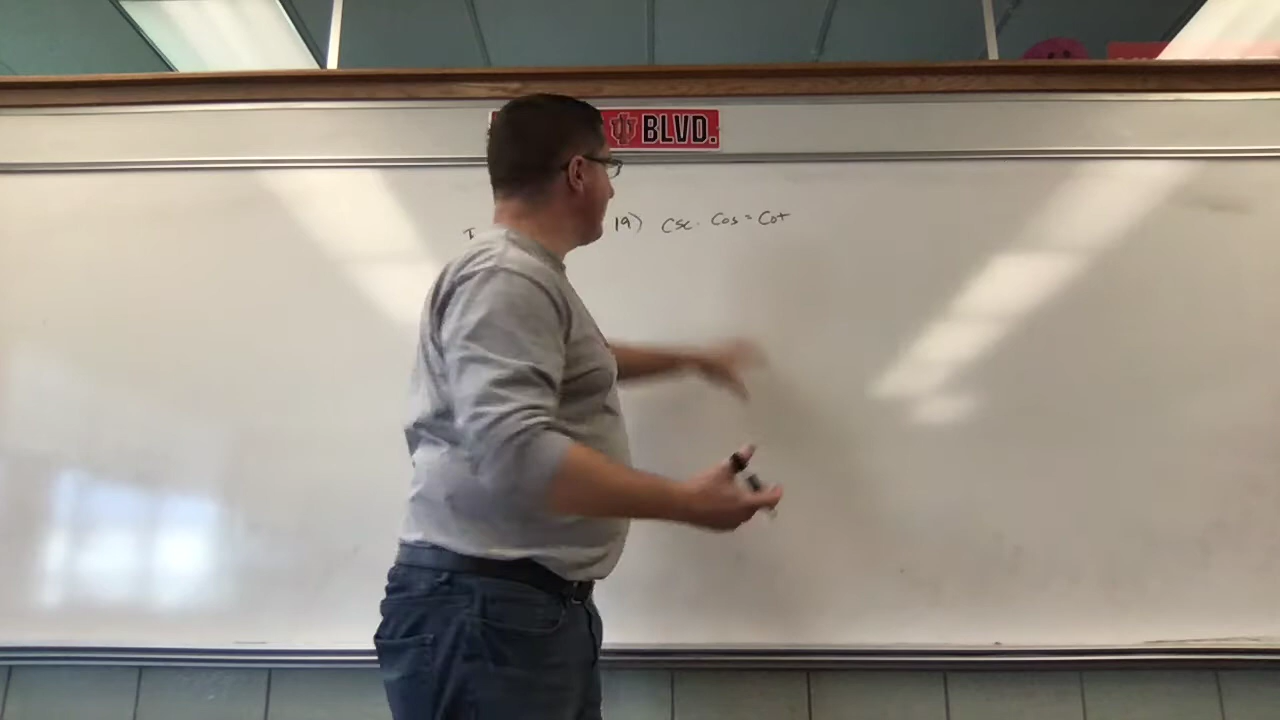 BLVD.
19) Csc · Cos = Cot